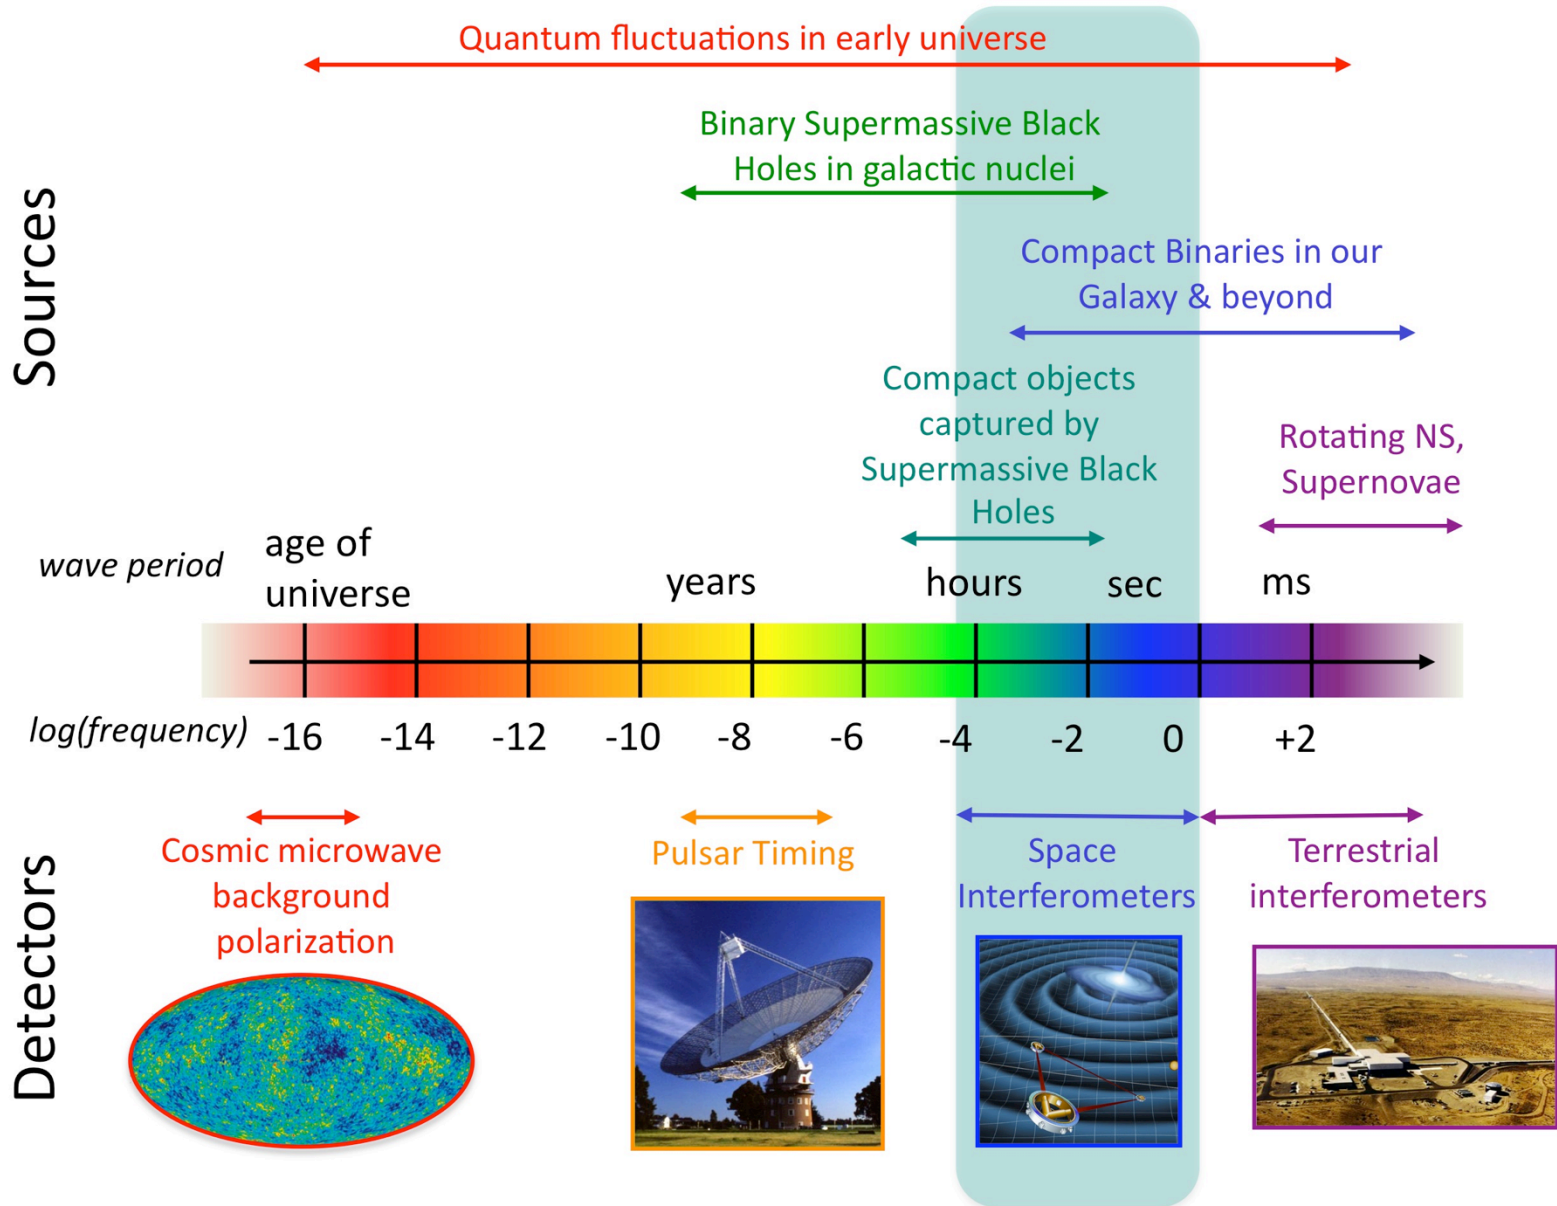 Quantum fluctuations in early universe
Binary Supermassive Black
Holes in galactic nuclei
Compact Binaries in our
Galaxy & beyond
Compact objects
captured by
Supermassive Black
Holes
Rotating NS,
Supernovae
Sources
wave period
age of
universe
years
hours
sec
ms
log(frequency) -16 -14 -12 -10 -8 -6 -4 -2 0 +2
Detectors
Cosmic microwave
background
polarization
Pulsar Timing
Space
Interferometers
Terrestrial
interferometers